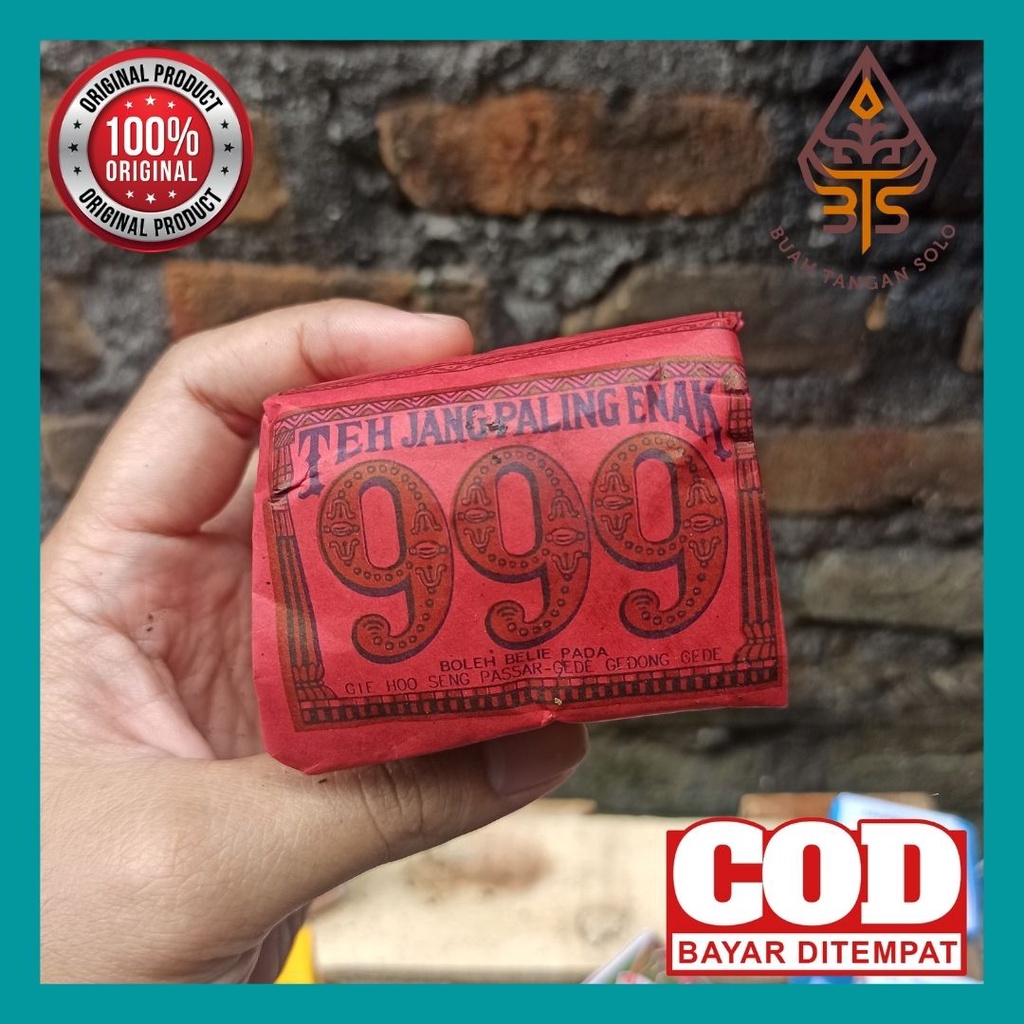 ORIGINAL PRODUCT
100%
ORIGINAL
ORIGINAL PRODUCT
BTS
BUAH TANGAN SOLO
TEH JANG PALING ENAK
999
BOLEH BELIE PADA
GIE HOO SENG PASSAR-GEDE GEDONG GEDE
COD
BAYAR DITEMPAT